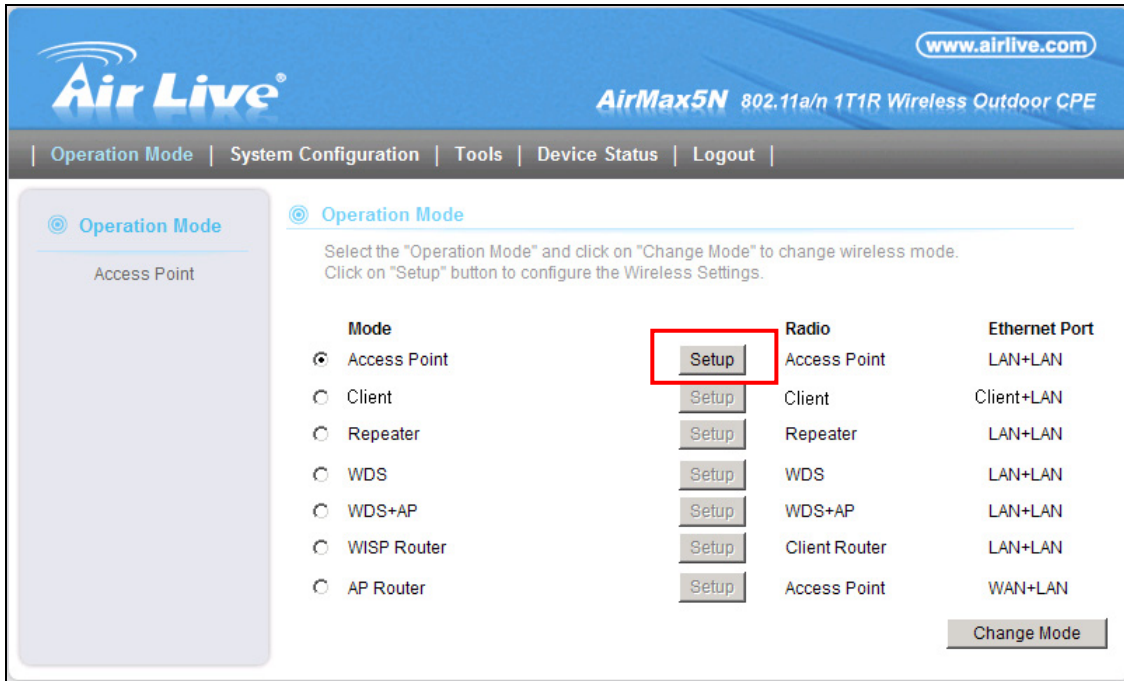 www.airlive.com
Air Live®
AirMax5N 802.11a/n 1T1R Wireless Outdoor CPE
| Operation Mode | System Configuration | Tools | Device Status | Logout |
Operation Mode
Access Point
Operation Mode
Select the "Operation Mode" and click on "Change Mode" to change wireless mode.
Click on "Setup" button to configure the Wireless Settings.
Mode Radio Ethernet Port
Access Point Setup Access Point LAN+LAN
Client Setup Client Client+LAN
Repeater Setup Repeater LAN+LAN
WDS Setup WDS LAN+LAN
WDS+AP Setup WDS+AP LAN+LAN
WISP Router Setup Client Router LAN+LAN
AP Router Setup Access Point WAN+LAN
Change Mode